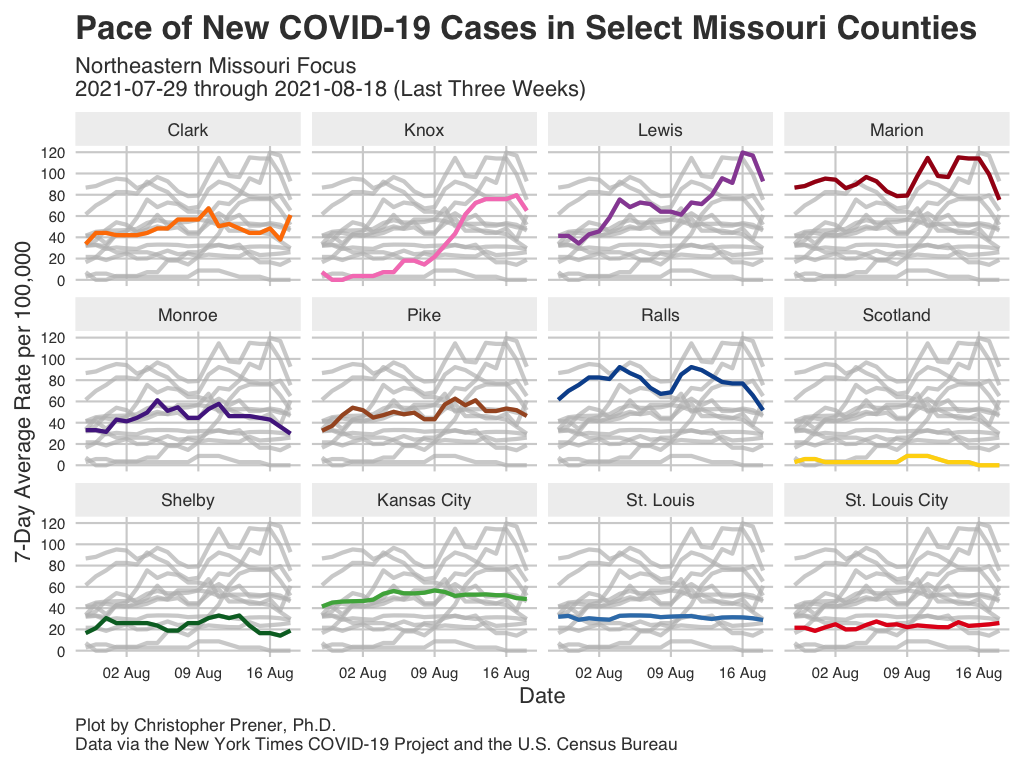 Pace of New COVID-19 Cases in Select Missouri Counties
Northeastern Missouri Focus
2021-07-29 through 2021-08-18 (Last Three Weeks)
Clark Knox Lewis Marion
120
100
80
60
40
20
0
Monroe Pike Ralls Scotland
120
100
80
60
40
20
0
Shelby Kansas City St. Louis St. Louis City
120
100
80
60
40
20
0
7-Day Average Rate per 100,000
02 Aug 09 Aug 16 Aug 02 Aug 09 Aug 16 Aug 02 Aug 09 Aug 16 Aug 02 Aug 09 Aug 16 Aug
Date
Plot by Christopher Prener, Ph.D.
Data via the New York Times COVID-19 Project and the U.S. Census Bureau